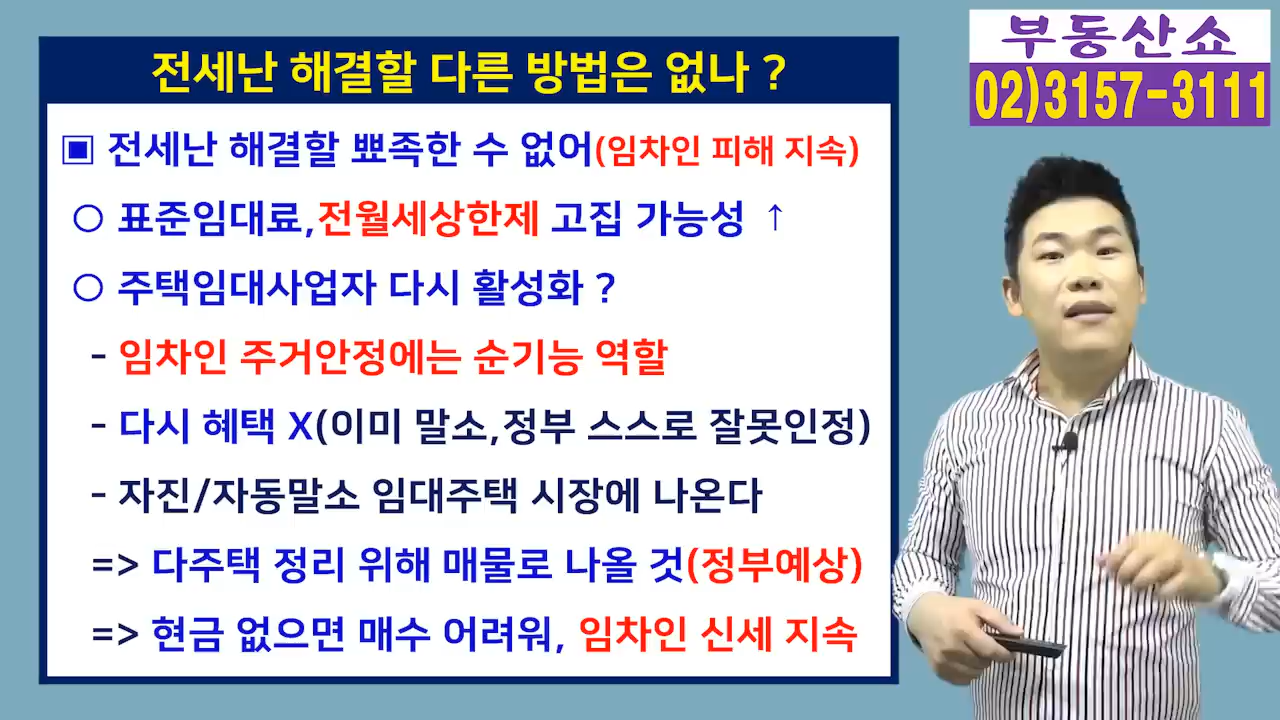 전세난 해결할 다른 방법은 없나 ?
▣ 전세난 해결할 뾰족한 수 없어(임차인 피해 지속)
○ 표준임대료,전월세상한제 고집 가능성 ↑
○ 주택임대사업자 다시 활성화 ?
- 임차인 주거안정에는 순기능 역할
- 다시 혜택 X(이미 말소,정부 스스로 잘못인정)
- 자진/자동말소 임대주택 시장에 나온다
=> 다주택 정리 위해 매물로 나올 것(정부예상)
=> 현금 없으면 매수 어려워, 임차인 신세 지속
부동산쇼
02)3157-3111